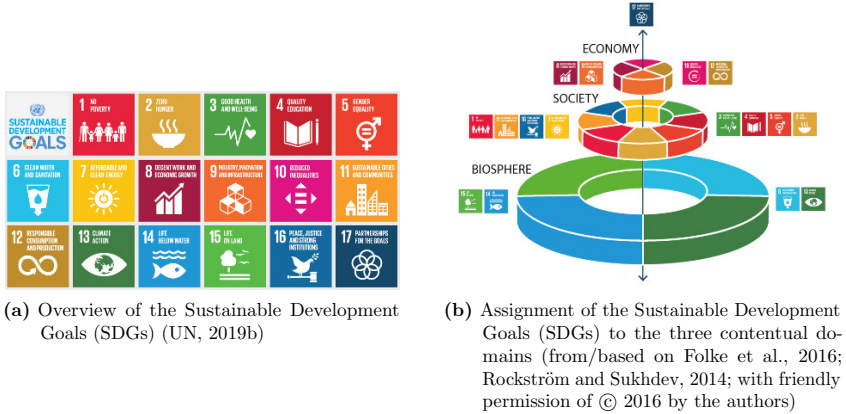 SUSTAINABLE
DEVELOPMENT
GOALS
1 NO
POVERTY
2 ZERO
HUNGER
3 GOOD HEALTH
AND WELL-BEING
4 QUALITY
EDUCATION
5 GENDER
EQUALITY
6 CLEAN WATER
AND SANITATION
7 AFFORDABLE AND
CLEAN ENERGY
8 DECENT WORK AND
ECONOMIC GROWTH
9 INDUSTRY, INNOVATION
AND INFRASTRUCTURE
10 REDUCED
INEQUALITIES
11 SUSTAINABLE CITIES
AND COMMUNITIES
12 RESPONSIBLE
CONSUMPTION
AND PRODUCTION
13 CLIMATE
ACTION
14 LIFE
BELOW WATER
15 LIFE
ON LAND
16 PEACE, JUSTICE
AND STRONG
INSTITUTIONS
17 PARTNERSHIPS
FOR THE GOALS
(a) Overview of the Sustainable Development
Goals (SDGs) (UN, 2019b)
ECONOMY
SOCIETY
BIOSPHERE
(b) Assignment of the Sustainable Development
Goals (SDGs) to the three contentual do-
mains (from/based on Folke et al., 2016;
Rockström and Sukhdev, 2014; with friendly
permission of © 2016 by the authors)